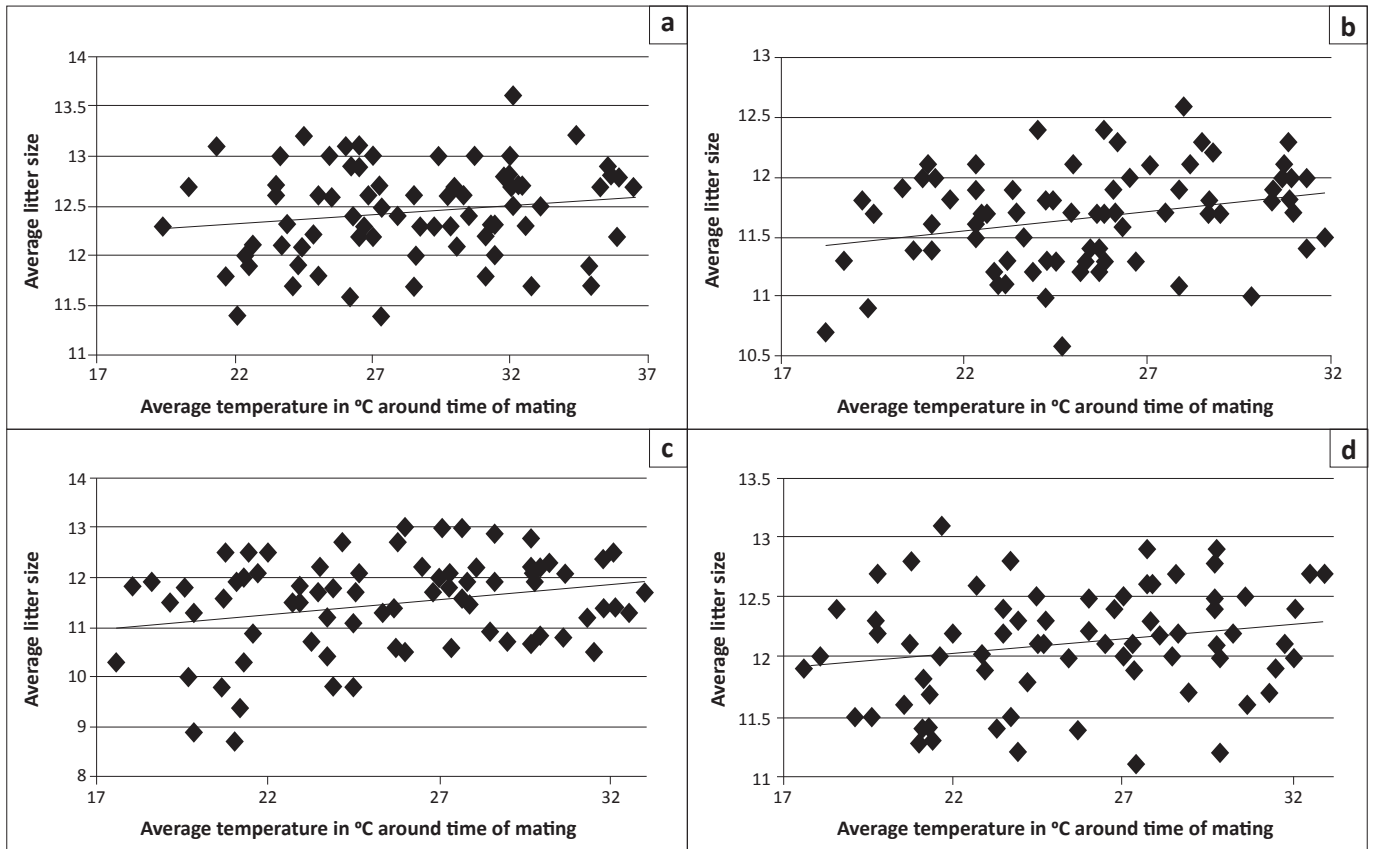 a
14
13.5
13
12.5
12
11.5
11
17 22 27 32 37
Average litter size
Average temperature in ºC around time of mating
b
13
12.5
12
11.5
11
10.5
17 22 27 32
Average litter size
Average temperature in ºC around time of mating
c
14
13
12
11
10
9
8
17 22 27 32
Average litter size
Average temperature in ºC around time of mating
d
13.5
13
12.5
12
11.5
11
17 22 27 32
Average litter size
Average temperature in ºC around time of mating